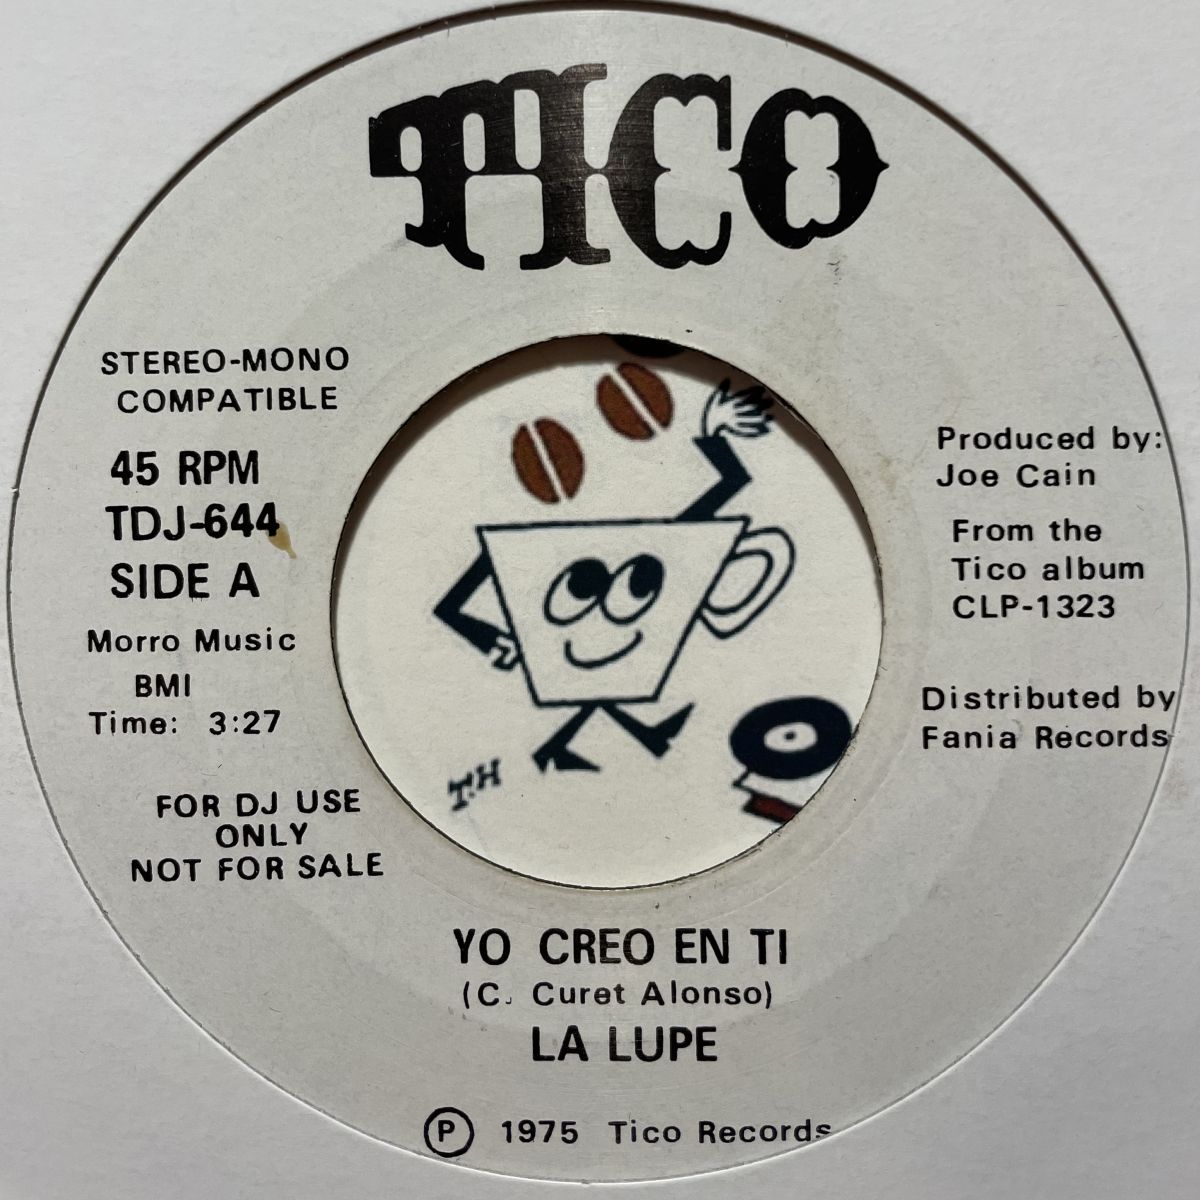 TICO
STEREO-MONO
COMPATIBLE
45 RPM
TDJ-644
SIDE A
Morro Music
BMI
Time: 3:27
FOR DJ USE
ONLY
NOT FOR SALE
Produced by:
Joe Cain
From the
Tico album
CLP-1323
Distributed by
Fania Records
T.H
YO CREO EN TI
(C. Curet Alonso)
LA LUPE
Ⓟ 1975 Tico Records